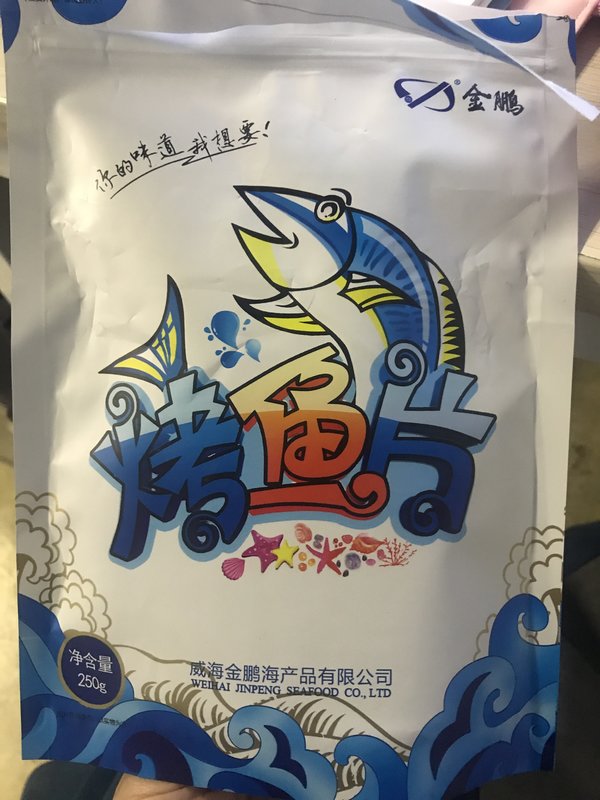 金鹏
你的味道 我想要!
烤鱼片
净含量
250g
威海金鹏海产品有限公司
WEIHAI JINPENG SEAFOOD CO., LTD